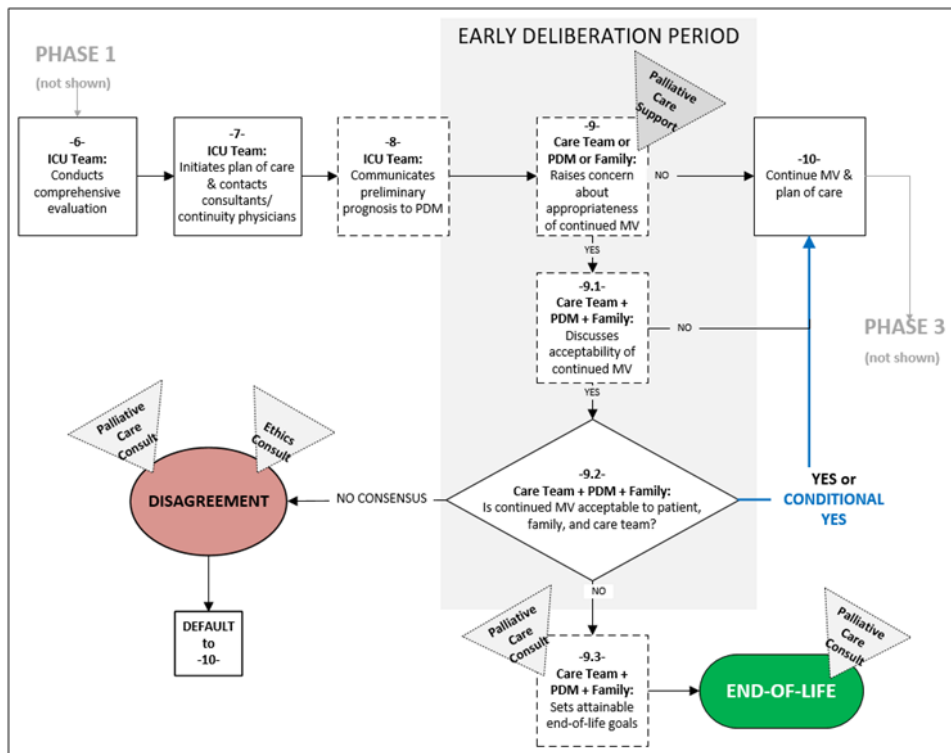 EARLY DELIBERATION PERIOD
PHASE 1
(not shown)
Palliative
Care
Support
-6-
ICU Team:
Conducts
comprehensive
evaluation
-7-
ICU Team:
Initiates plan of care
& contacts
consultants/
continuity physicians
-8-
ICU Team:
Communicates
preliminary
prognosis to PDM
-9-
Care Team or
PDM or Family:
Raises concern
about
appropriateness
of continued MV
NO
-10-
Continue MV &
plan of care
YES
-9.1-
Care Team +
PDM + Family:
Discusses
acceptability of
continued MV
NO
PHASE 3
(not shown)
YES
Palliative
Care
Consult
Ethics
Consult
DISAGREEMENT
NO CONSENSUS
-9.2-
Care Team + PDM + Family:
Is continued MV acceptable to patient,
family, and care team?
YES or
CONDITIONAL
YES
NO
DEFAULT
to
-10-
Palliative
Care
Consult
-9.3-
Care Team +
PDM + Family:
Sets attainable
end-of-life goals
Palliative
Care
Consult
END-OF-LIFE